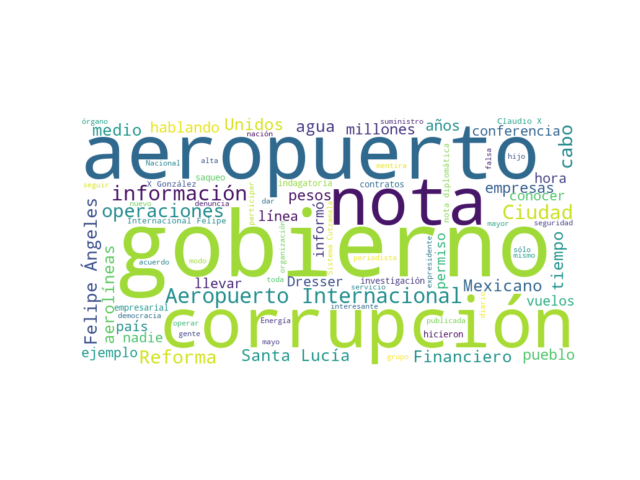 órgano
suministro
Claudio X
medio
hablando
Unidos
agua
millones
años
conferencia
nación
aeropuerto
cabo
Nacional
alta
mentira
falsa
hijo
seguir
X González
indagatoria
nota
hora
información
participar
pesos
contratos
nota diplomática
empresas
nuevo
denuncia
saqueo
dar
conocer
operaciones
línea
informó
mayor
Ciudad
Internacional Felipe
gobierno
seguridad
Felipe Ángeles
aerolíneas
organización
Sistema Cutzamala
periodista
expresidente
permiso
sólo
mismo
tiempo
acuerdo
modo
llevar
toda
Dresser
investigación
servicio
Mexicano
empresarial
Aeropuerto Internacional
interesante
diario
vuelos
democracia
país
operar
Energía
corrupción
publicada
nadie
gente
mayo
hicieron
ejemplo
Reforma
Santa Lucía
grupo
Financiero
pueblo